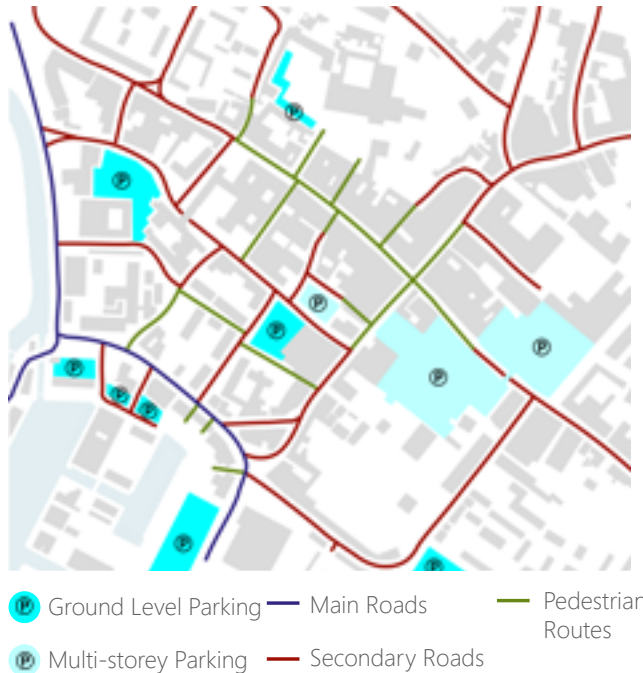 Ground Level Parking
Main Roads
Pedestrian
Routes
Multi-storey Parking
Secondary Roads